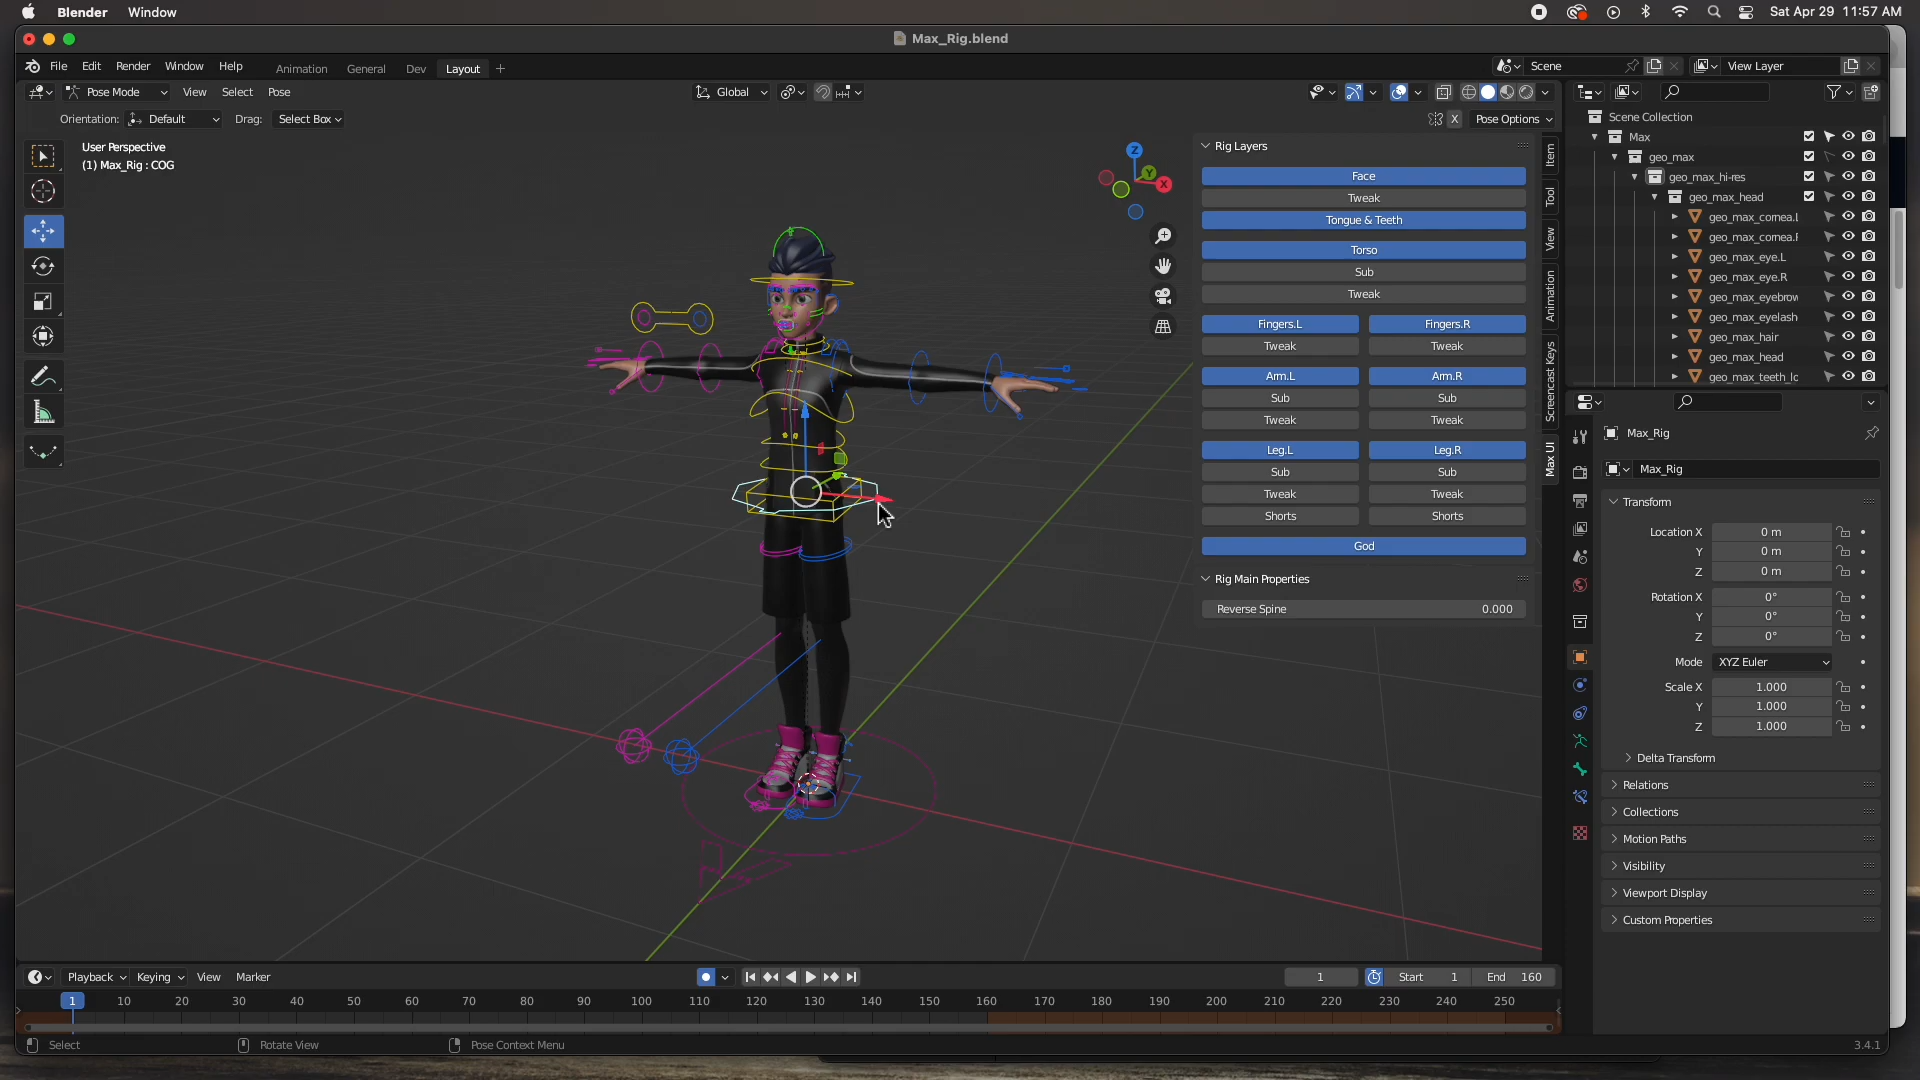 Blender Window Sat Apr 29 11:57 AM
Max_Rig.blend
File Edit Render Window Help Animation General Dev Layout Scene View Layer
Pose Mode View Select Pose Global
Orientation: Default Drag: Select Box X Pose Options
User Perspective
(1) Max_Rig : COG
Z
Y
X
Rig Layers
Face
Tweak
Tongue & Teeth
Torso
Sub
Tweak
Fingers.L Fingers.R
Tweak Tweak
Arm.L Arm.R
Sub Sub
Tweak Tweak
Leg.L Leg.R
Sub Sub
Tweak Tweak
Shorts Shorts
God
Rig Main Properties
Reverse Spine 0.000
Item
Tool
View
Animation
Screencast Keys
Max UI
Scene Collection
Max
geo_max
geo_max_hi-res
geo_max_head
geo_max_cornea.L
geo_max_cornea.F
geo_max_eye.L
geo_max_eye.R
geo_max_eyebrow
geo_max_eyelash
geo_max_hair
geo_max_head
geo_max_teeth_lc
Max_Rig
Max_Rig
Transform
Location X 0 m
Y 0 m
Z 0 m
Rotation X 0°
Y 0°
Z 0°
Mode XYZ Euler
Scale X 1.000
Y 1.000
Z 1.000
Delta Transform
Relations
Collections
Motion Paths
Visibility
Viewport Display
Custom Properties
Playback Keying View Marker 1 Start 1 End 160
1 10 20 30 40 50 60 70 80 90 100 110 120 130 140 150 160 170 180 190 200 210 220 230 240 250
Select Rotate View Pose Context Menu 3.4.1